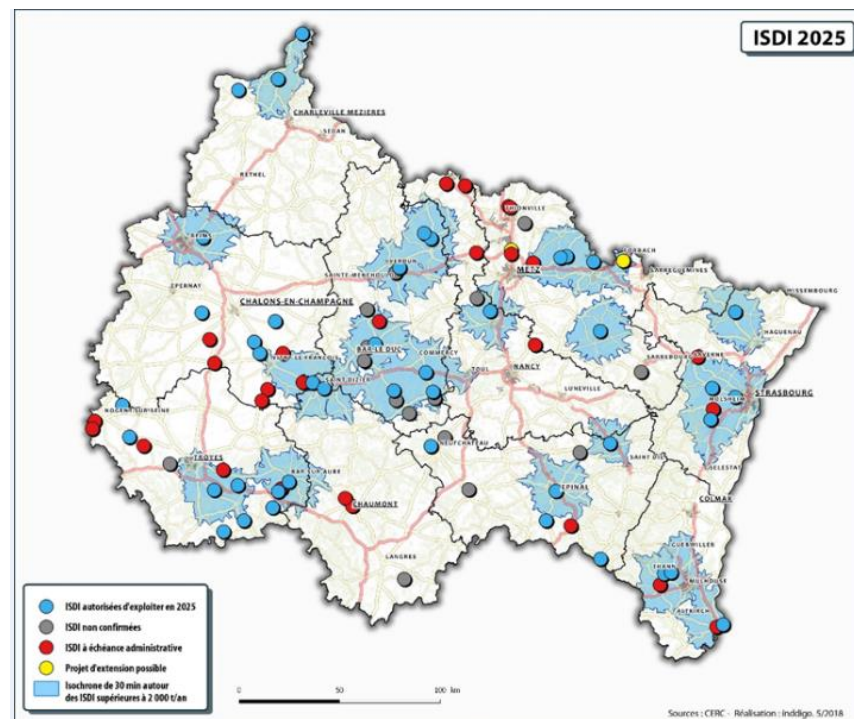 ISDI 2025
CHARLEVILLE MEZIERES
SEDAN
RETHEL
THIONVILLE
REIMS
VERDUN
FORBACH
SAINTE-MENEHOULD
METZ
SARREGUEMINES
EPERNAY
WISSEMBOURG
CHALONS-EN-CHAMPAGNE
HAGUENAU
BAR LE DUC
COMMERCY
VITRY-LE-FRANCOIS
SARREBOURG
SAVERNE
TOUL
NANCY
SAINT DIZIER
STRASBOURG
LUNEVILLE
MOLSHEIM
NOGENT-SUR-SEINE
NEUFCHATEAU
SAINT DIE
TROYES
SELESTAT
BAR-SUR-AUBE
EPINAL
CHAUMONT
COLMAR
GUEBWILLER
LANGRES
THANN
MULHOUSE
ALTKIRCH
ISDI autorisées d'exploiter en 2025
ISDI non confirmées
ISDI à échéance administrative
Projet d'extension possible
Isochrone de 30 min autour
des ISDI supérieures à 2 000 t/an
0 50 100 km
Sources : CERC - Réalisation : Inddigo. 5/2018